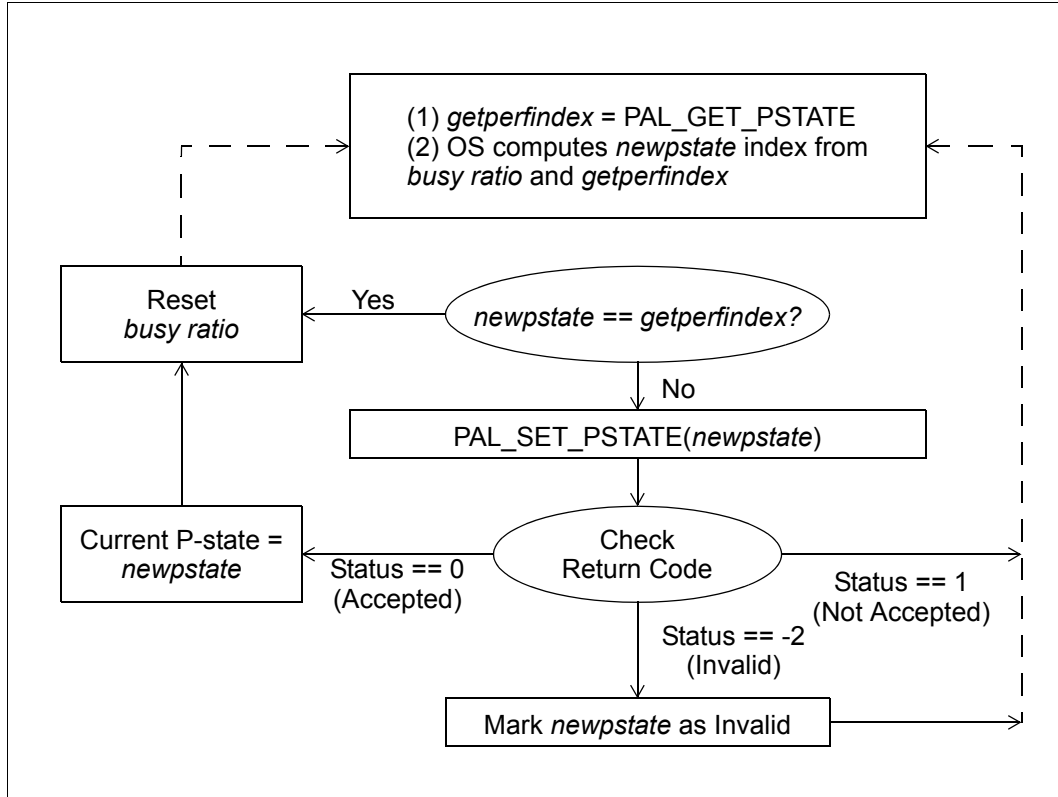 (1) getperfindex = PAL_GET_PSTATE
(2) OS computes newpstate index from
busy ratio and getperfindex
Reset
busy ratio
Yes
newpstate == getperfindex?
No
PAL_SET_PSTATE(newpstate)
Current P-state =
newpstate
Status == 0
(Accepted)
Check
Return Code
Status == 1
(Not Accepted)
Status == -2
(Invalid)
Mark newpstate as Invalid